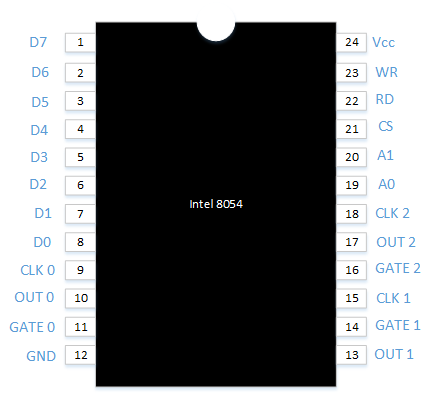 D7 1 24 Vcc
D6 2 23 WR
D5 3 22 RD
D4 4 21 CS
D3 5 20 A1
D2 6 19 A0
Intel 8054
D1 7 18 CLK 2
D0 8 17 OUT 2
CLK 0 9 16 GATE 2
OUT 0 10 15 CLK 1
GATE 0 11 14 GATE 1
GND 12 13 OUT 1